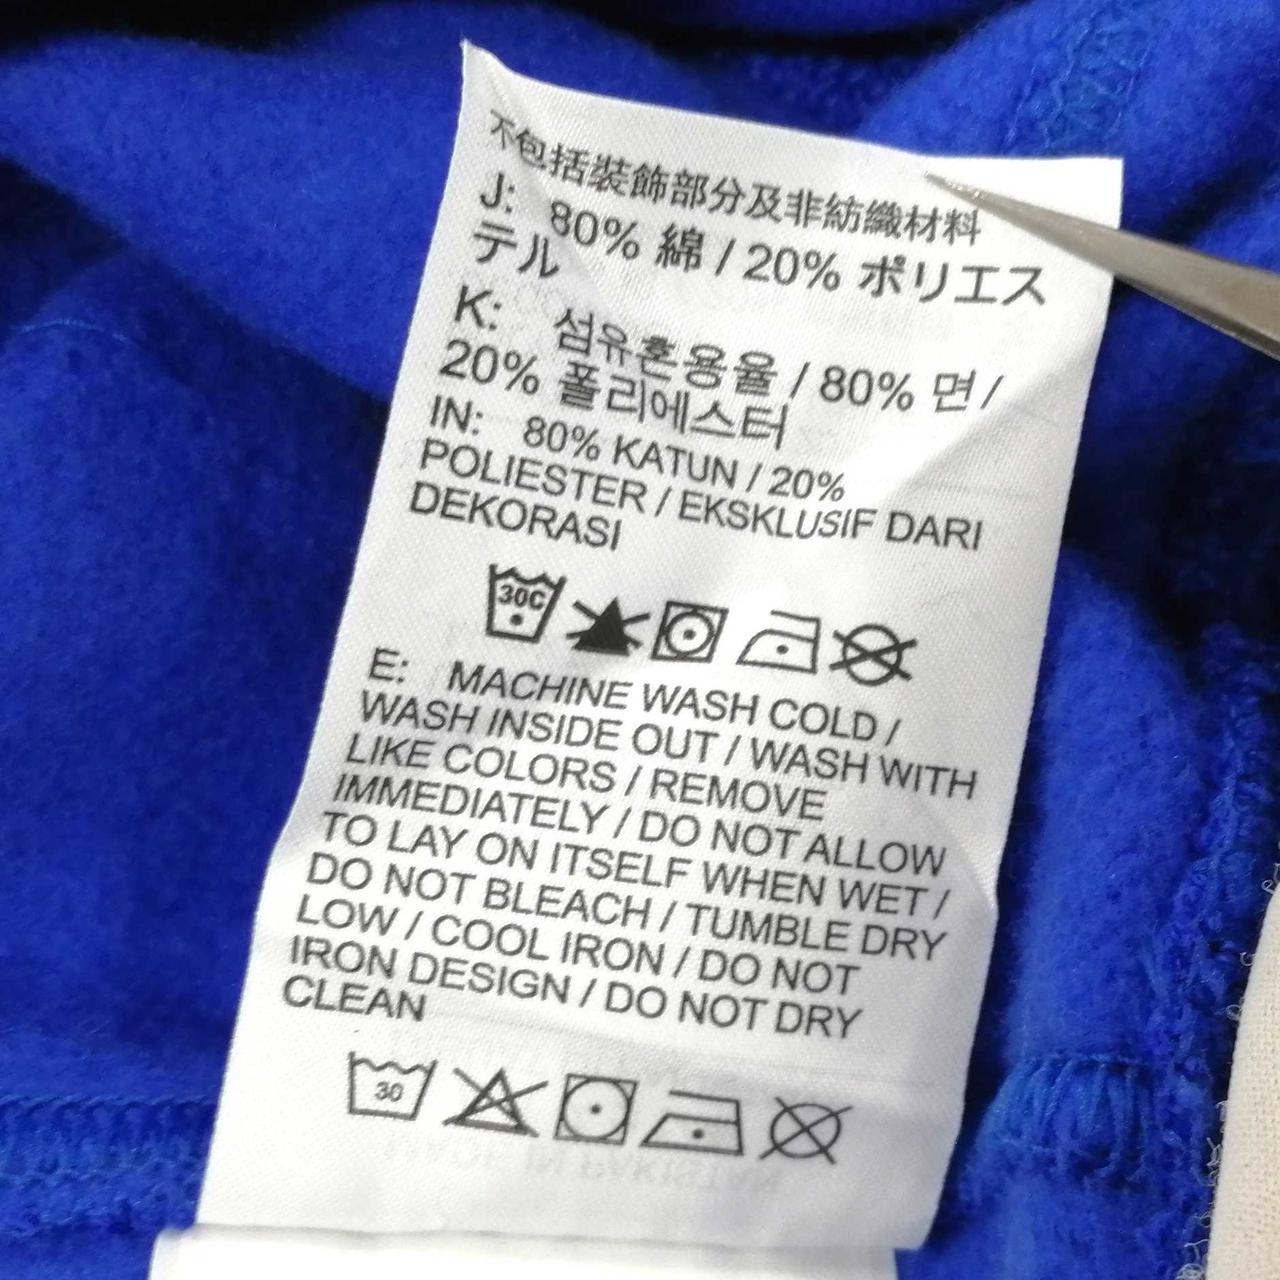 不包括裝飾部分及非紡織材料
J: 80% 綿 / 20% ポリエス
テル
K: 섬유혼용율 / 80% 면 /
20% 폴리에스터
IN: 80% KATUN / 20%
POLIESTER / EKSKLUSIF DARI
DEKORASI
30C
E: MACHINE WASH COLD /
WASH INSIDE OUT / WASH WITH
LIKE COLORS / REMOVE
IMMEDIATELY / DO NOT ALLOW
TO LAY ON ITSELF WHEN WET /
DO NOT BLEACH / TUMBLE DRY
LOW / COOL IRON / DO NOT
IRON DESIGN / DO NOT DRY
CLEAN
30
MADE IN PAKISTAN